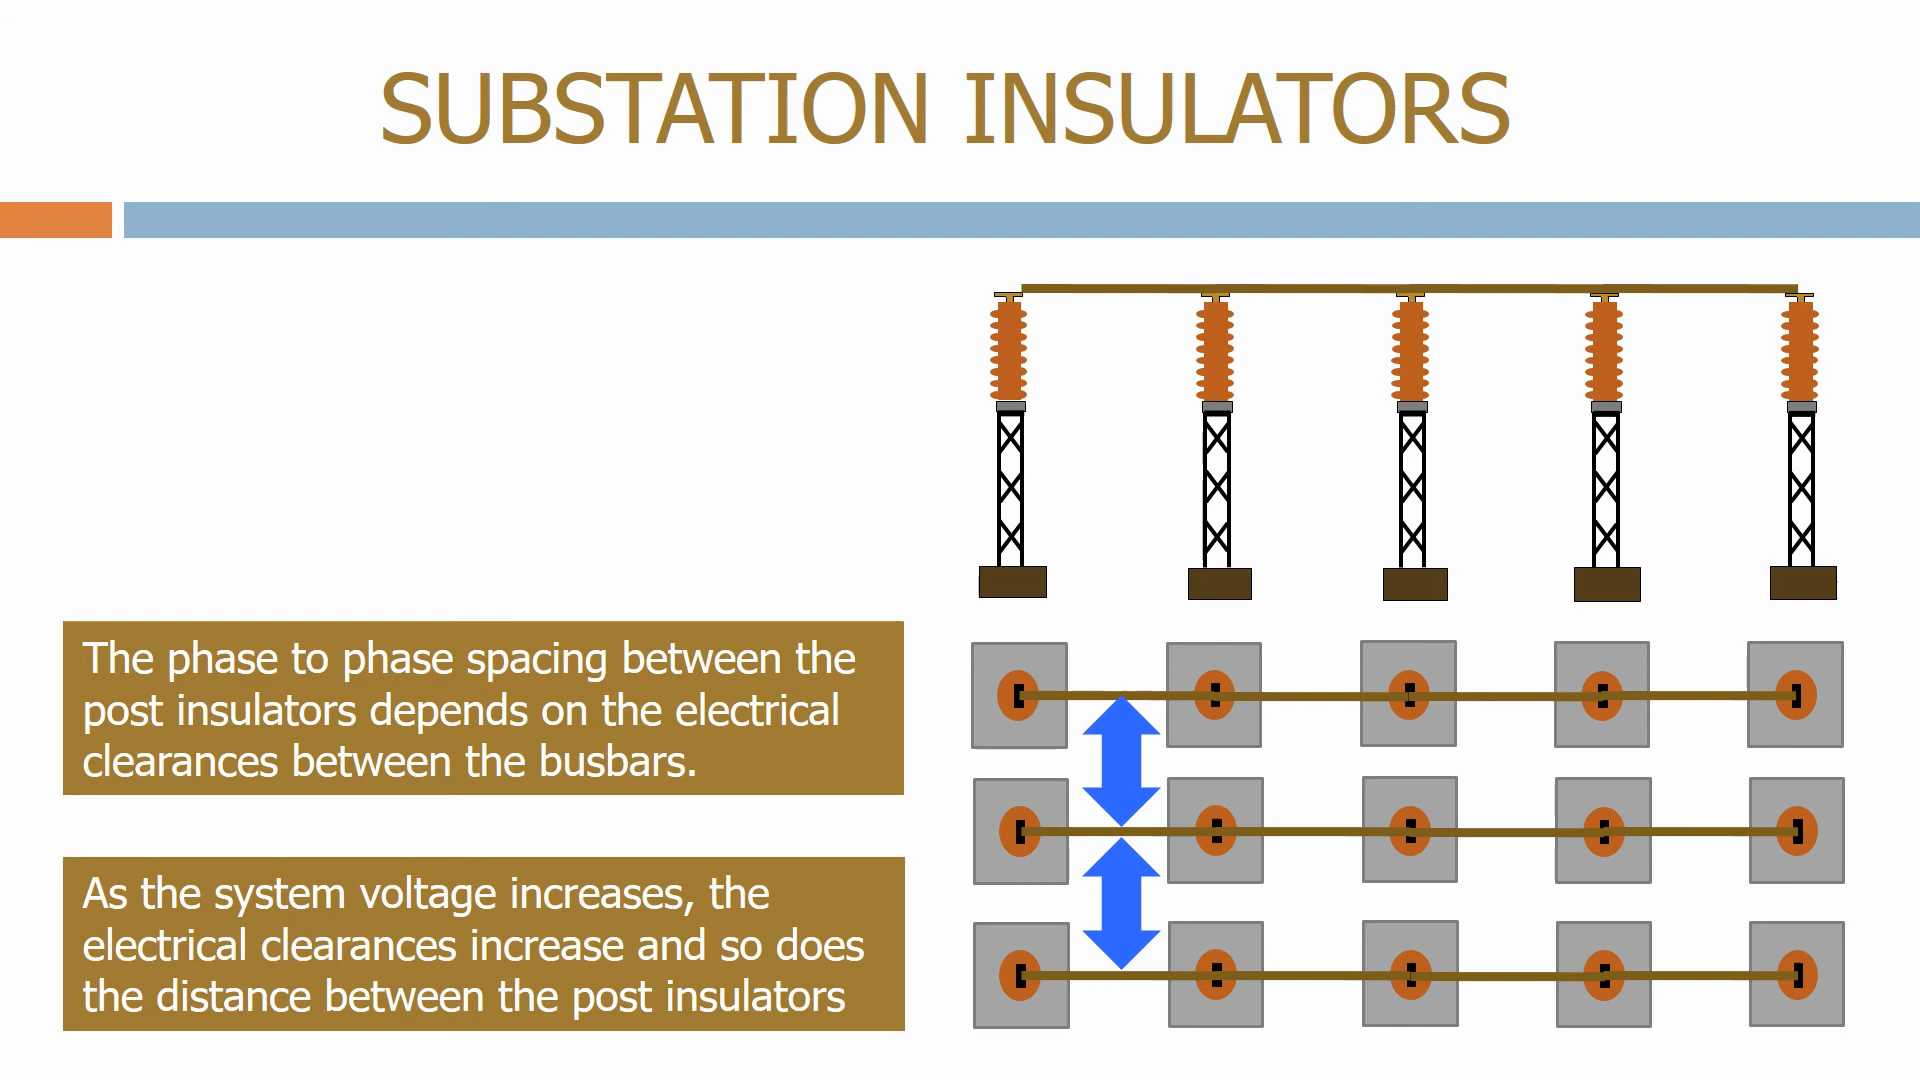 SUBSTATION INSULATORS
The phase to phase spacing between the
post insulators depends on the electrical
clearances between the busbars.
As the system voltage increases, the
electrical clearances increase and so does
the distance between the post insulators